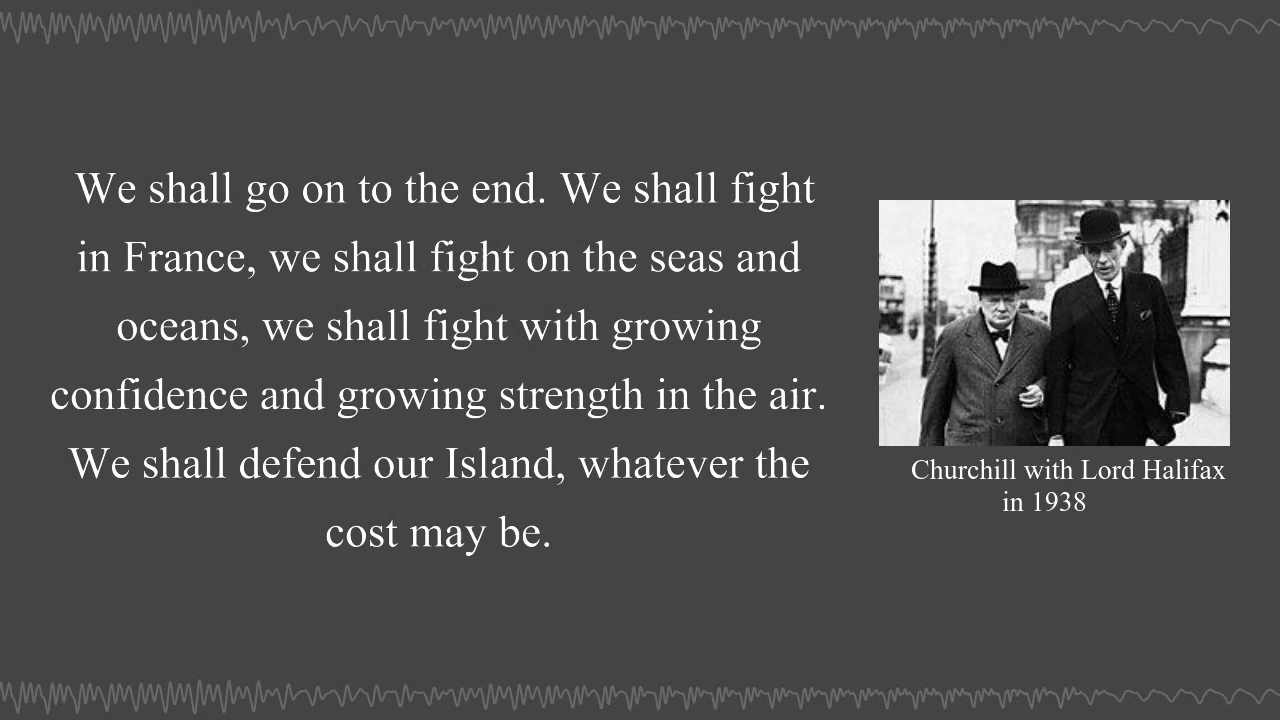 We shall go on to the end. We shall fight
in France, we shall fight on the seas and
oceans, we shall fight with growing
confidence and growing strength in the air.
We shall defend our Island, whatever the
cost may be.
Churchill with Lord Halifax
in 1938